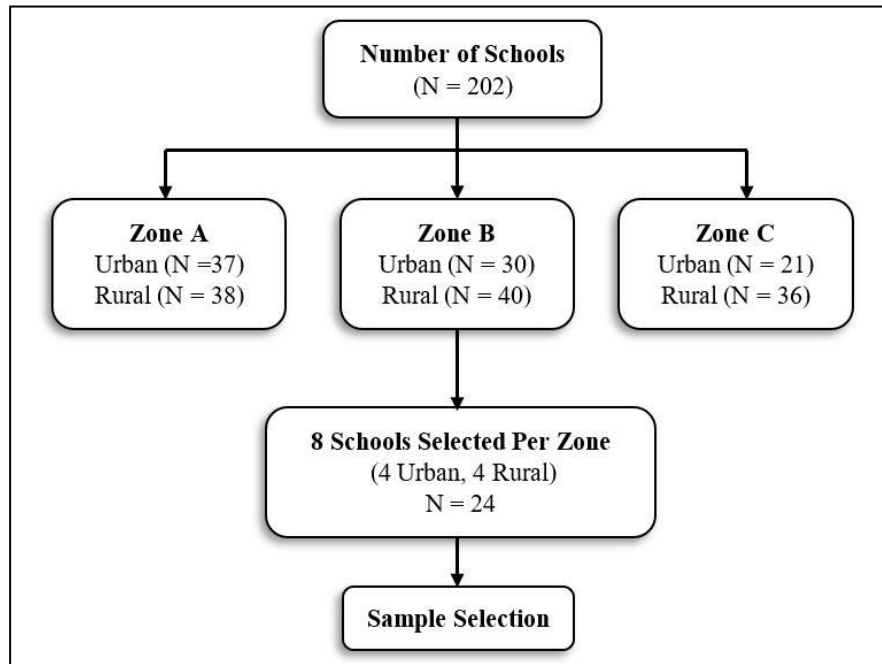 Number of Schools
(N = 202)
Zone A
Urban (N =37)
Rural (N = 38)
Zone B
Urban (N = 30)
Rural (N = 40)
Zone C
Urban (N = 21)
Rural (N = 36)
8 Schools Selected Per Zone
(4 Urban, 4 Rural)
N = 24
Sample Selection